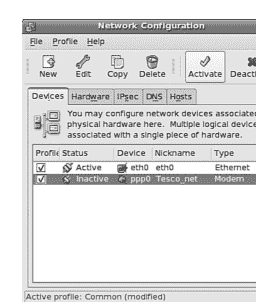 Network Configuration
File Profile Help
New Edit Copy Delete Activate Deacti
Devices Hardware IPsec DNS Hosts
You may configure network devices associated
physical hardware here. Multiple logical device
associated with a single piece of hardware.
Profile Status Device Nickname Type
Active eth0 eth0 Ethernet
Inactive ppp0 Tesco_net Modem
Active profile: Common (modified)